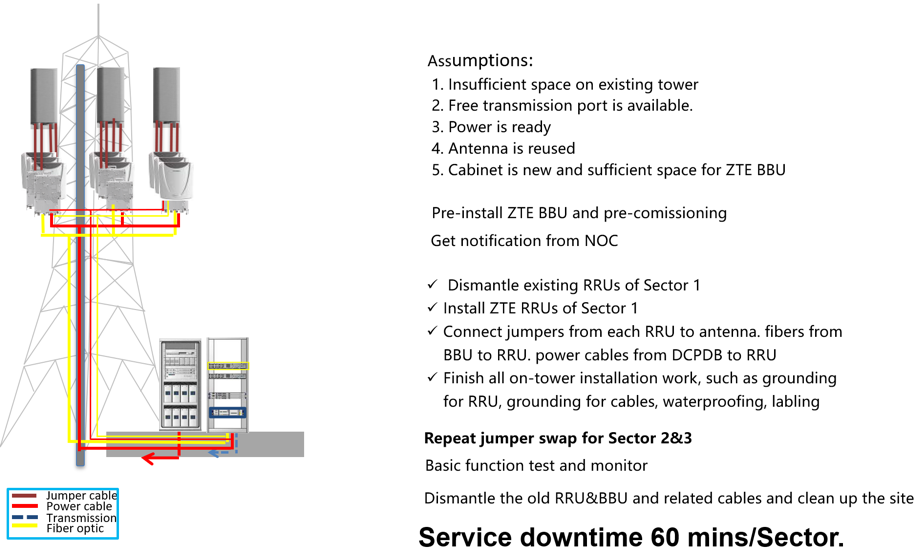 Assumptions:
1. Insufficient space on existing tower
2. Free transmission port is available.
3. Power is ready
4. Antenna is reused
5. Cabinet is new and sufficient space for ZTE BBU
Pre-install ZTE BBU and pre-comissioning
Get notification from NOC
✓ Dismantle existing RRUs of Sector 1
✓ Install ZTE RRUs of Sector 1
✓ Connect jumpers from each RRU to antenna. fibers from
BBU to RRU. power cables from DCPDB to RRU
✓ Finish all on-tower installation work, such as grounding
for RRU, grounding for cables, waterproofing, labling
Repeat jumper swap for Sector 2&3
Basic function test and monitor
Dismantle the old RRU&BBU and related cables and clean up the site
Service downtime 60 mins/Sector.
Jumper cable
Power cable
Transmission
Fiber optic